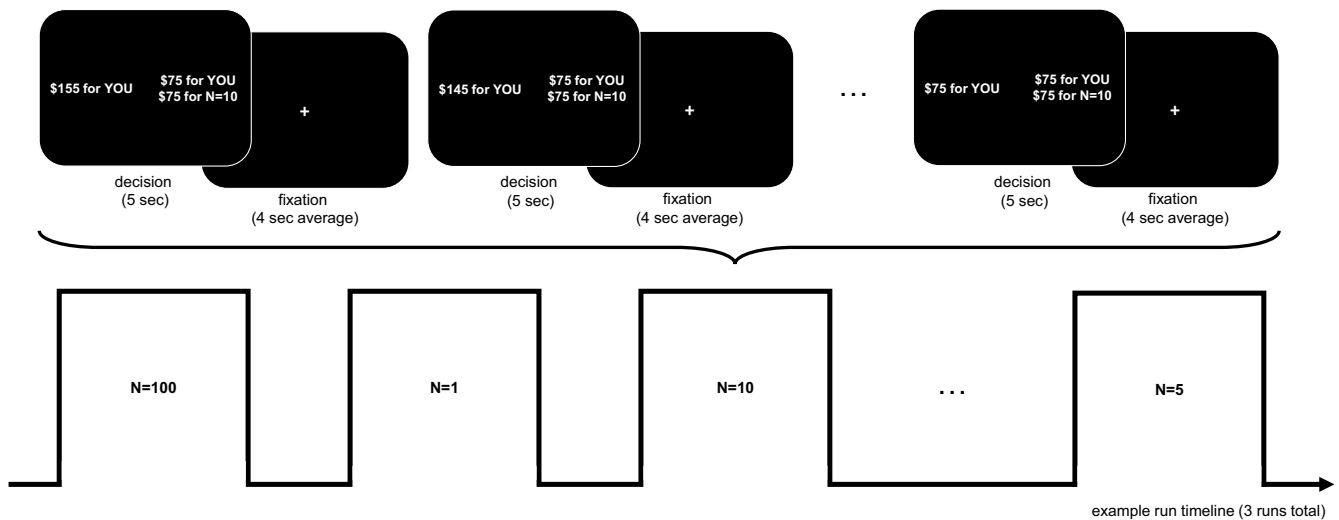 $155 for YOU
$75 for YOU
$75 for N=10
+
decision
(5 sec)
fixation
(4 sec average)
$145 for YOU
$75 for YOU
$75 for N=10
+
decision
(5 sec)
fixation
(4 sec average)
...
$75 for YOU
$75 for YOU
$75 for N=10
+
decision
(5 sec)
fixation
(4 sec average)
N=100
N=1
N=10
...
N=5
example run timeline (3 runs total)